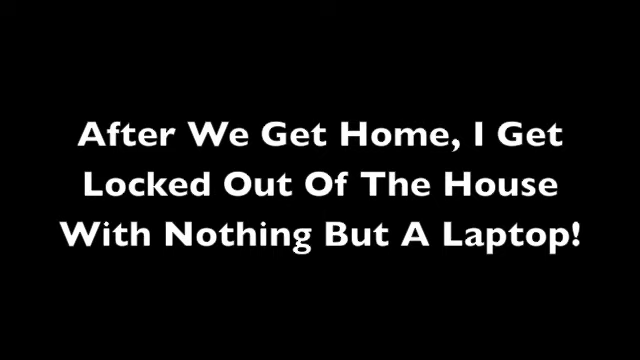 After We Get Home, I Get
Locked Out Of The House
With Nothing But A Laptop!